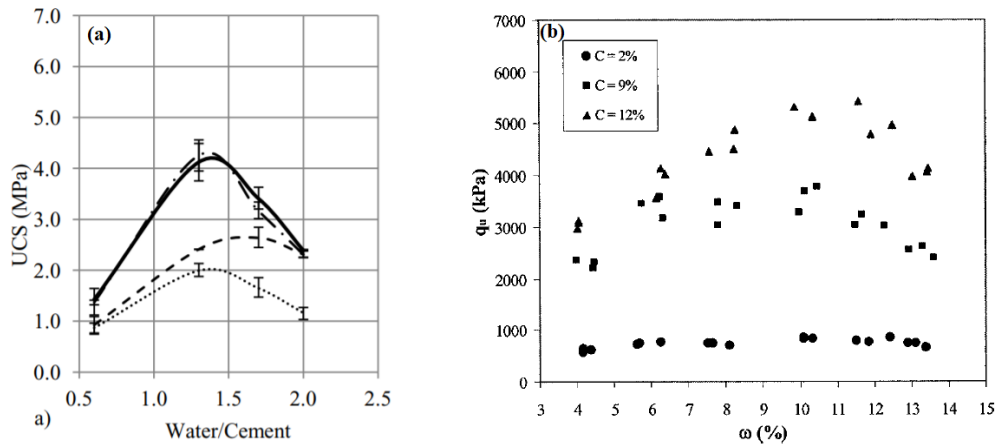 (a)
7.0
6.0
5.0
4.0
3.0
2.0
1.0
0.0
UCS (MPa)
0.5 1.0 1.5 2.0 2.5
a)
Water/Cement
(b)
7000
6000
5000
4000
3000
2000
1000
0
qu (kPa)
C = 2%
C = 9%
C = 12%
3 4 5 6 7 8 9 10 11 12 13 14 15
ω (%)